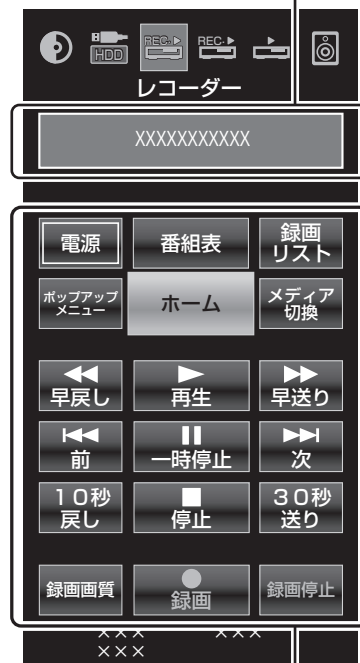 HDD REC▶ REC▶
レコーダー
XXXXXXXXXXX
電源 番組表 録画
リスト
ポップアップ
メニュー ホーム メディア
切換
早戻し 再生 早送り
前 一時停止 次
10秒
戻し 停止 30秒
送り
録画画質 録画 録画停止
××× ×××
×××